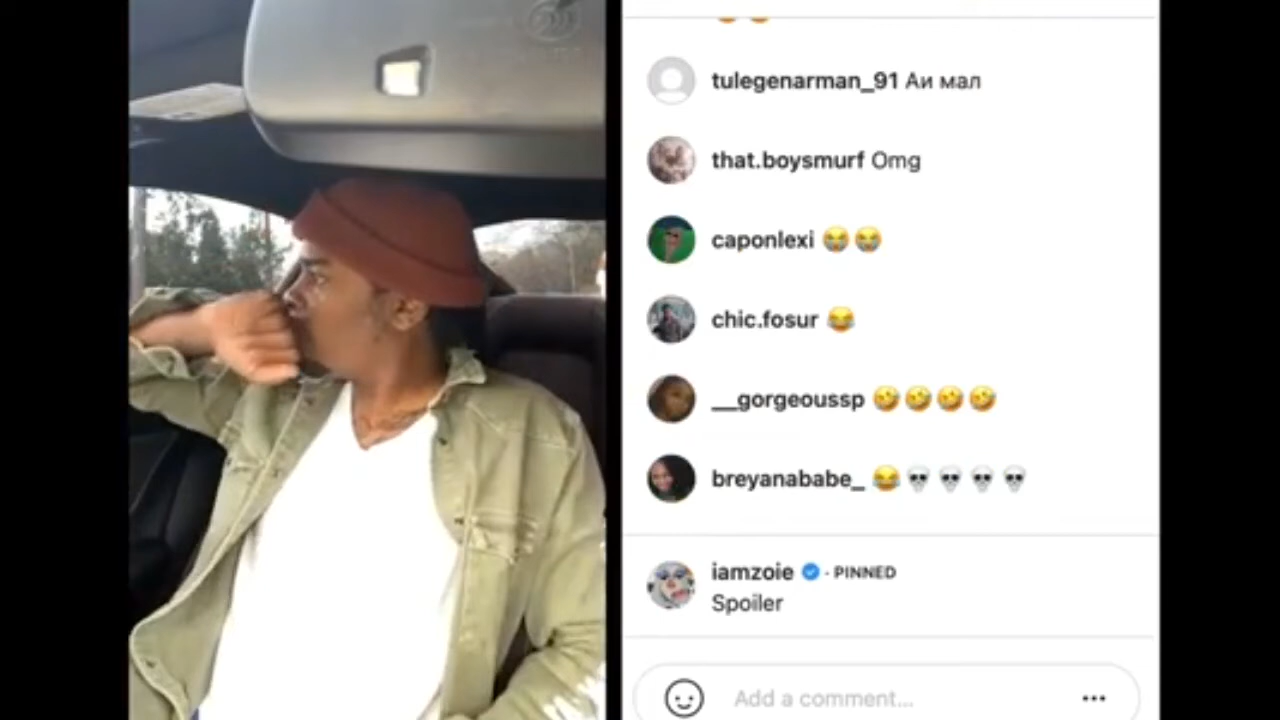 tulegenarman_91 Аи мал
that.boysmurf Omg
caponlexi 😭😭
chic.fosur 😂
__gorgeoussp 🤣🤣🤣🤣
breyanababe_ 😂💀💀💀💀
iamzoie · PINNED
Spoiler
Add a comment...